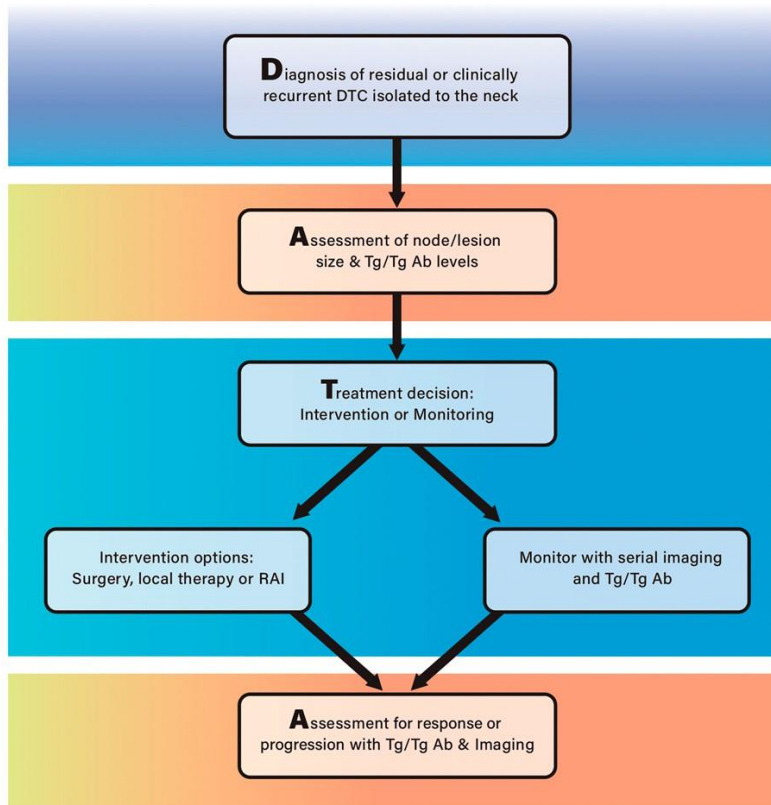 Diagnosis of residual or clinically
recurrent DTC isolated to the neck
Assessment of node/lesion
size & Tg/Tg Ab levels
Treatment decision:
Intervention or Monitoring
Intervention options:
Surgery, local therapy or RAI
Monitor with serial imaging
and Tg/Tg Ab
Assessment for response or
progression with Tg/Tg Ab & Imaging